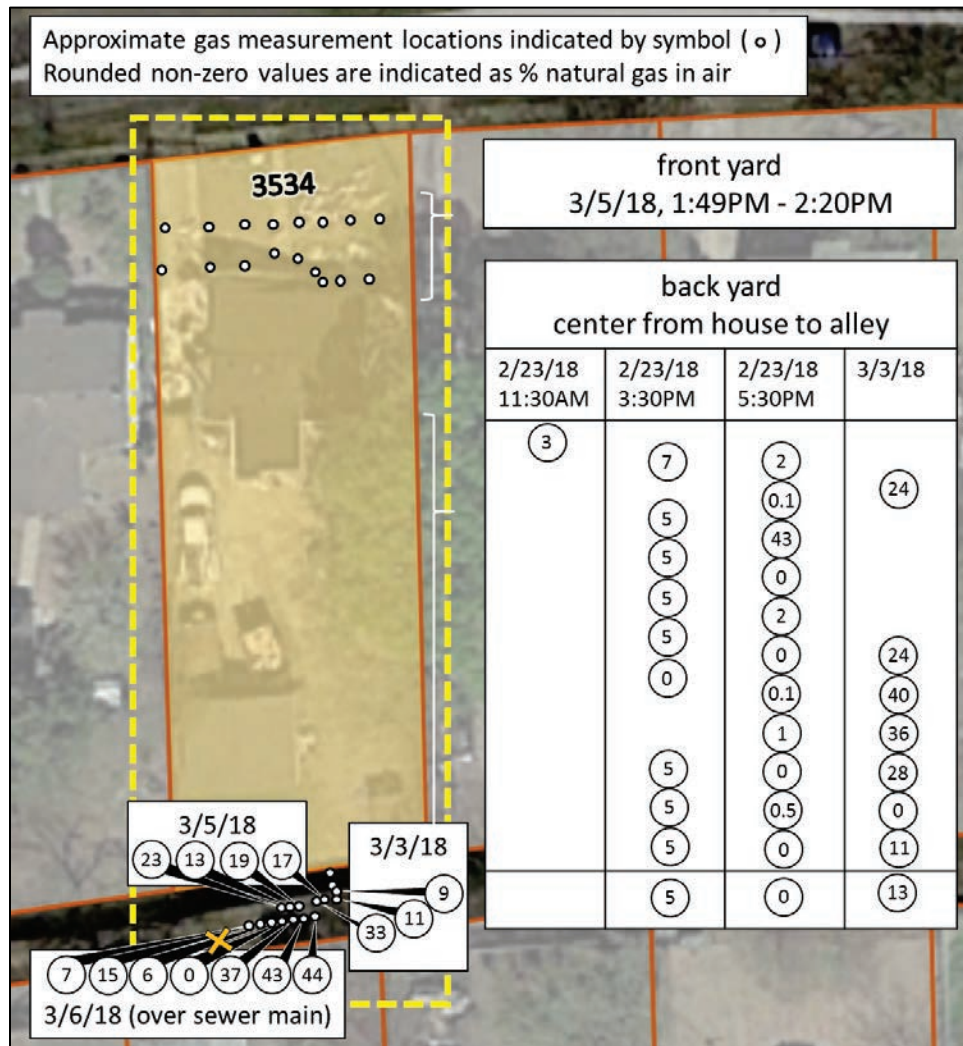 Approximate gas measurement locations indicated by symbol ( o )
Rounded non-zero values are indicated as % natural gas in air
3534
front yard
3/5/18, 1:49PM - 2:20PM
back yard
center from house to alley
2/23/18 2/23/18 2/23/18 3/3/18
11:30AM 3:30PM 5:30PM
3
7 2
24
0.1
5
43
5
0
5
2
5
0 24
0
0.1 40
1 36
5 0 28
5 0.5 0
5 0 11
5 0 13
3/5/18
23 13 19 17
3/3/18
9
11
33
7 15 6 0 37 43 44
3/6/18 (over sewer main)